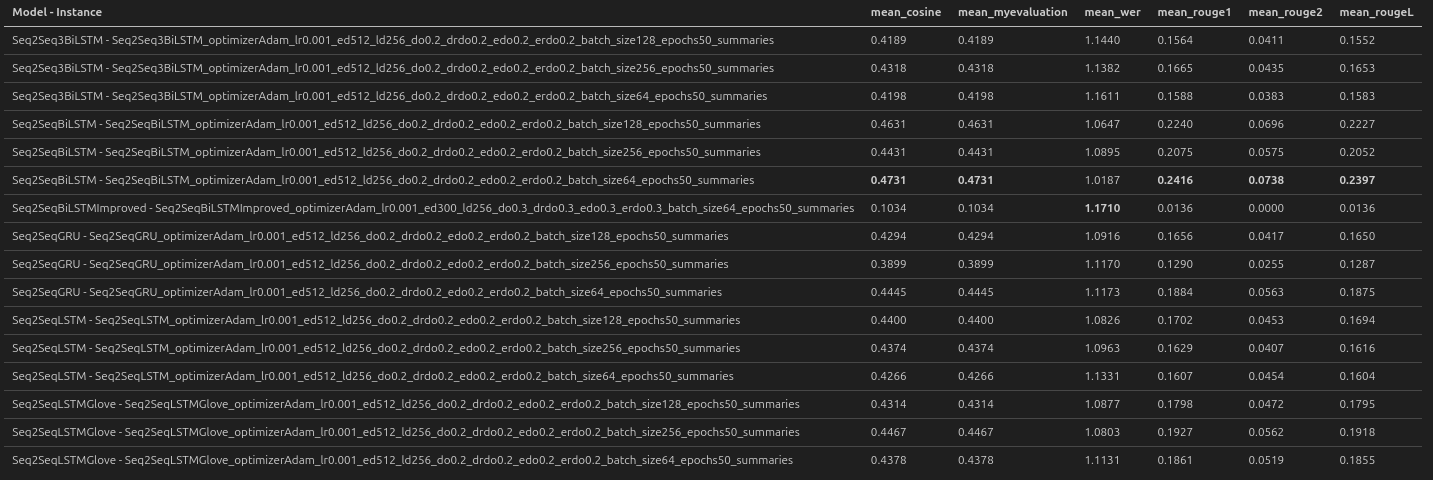 Model - Instance mean_cosine mean_myevaluation mean_wer mean_rouge1 mean_rouge2 mean_rougeL
Seq2Seq3BiLSTM - Seq2Seq3BiLSTM_optimizerAdam_lr0.001_ed512_ld256_do0.2_drdo0.2_edo0.2_erdo0.2_batch_size128_epochs50_summaries 0.4189 0.4189 1.1440 0.1564 0.0411 0.1552
Seq2Seq3BiLSTM - Seq2Seq3BiLSTM_optimizerAdam_lr0.001_ed512_ld256_do0.2_drdo0.2_edo0.2_erdo0.2_batch_size256_epochs50_summaries 0.4318 0.4318 1.1382 0.1665 0.0435 0.1653
Seq2Seq3BiLSTM - Seq2Seq3BiLSTM_optimizerAdam_lr0.001_ed512_ld256_do0.2_drdo0.2_edo0.2_erdo0.2_batch_size64_epochs50_summaries 0.4198 0.4198 1.1611 0.1588 0.0383 0.1583
Seq2SeqBiLSTM - Seq2SeqBiLSTM_optimizerAdam_lr0.001_ed512_ld256_do0.2_drdo0.2_edo0.2_erdo0.2_batch_size128_epochs50_summaries 0.4631 0.4631 1.0647 0.2240 0.0696 0.2227
Seq2SeqBiLSTM - Seq2SeqBiLSTM_optimizerAdam_lr0.001_ed512_ld256_do0.2_drdo0.2_edo0.2_erdo0.2_batch_size256_epochs50_summaries 0.4431 0.4431 1.0895 0.2075 0.0575 0.2052
Seq2SeqBiLSTM - Seq2SeqBiLSTM_optimizerAdam_lr0.001_ed512_ld256_do0.2_drdo0.2_edo0.2_erdo0.2_batch_size64_epochs50_summaries 0.4731 0.4731 1.0187 0.2416 0.0738 0.2397
Seq2SeqBiLSTMImproved - Seq2SeqBiLSTMImproved_optimizerAdam_lr0.001_ed300_ld256_do0.3_drdo0.3_edo0.3_erdo0.3_batch_size64_epochs50_summaries 0.1034 0.1034 1.1710 0.0136 0.0000 0.0136
Seq2SeqGRU - Seq2SeqGRU_optimizerAdam_lr0.001_ed512_ld256_do0.2_drdo0.2_edo0.2_erdo0.2_batch_size128_epochs50_summaries 0.4294 0.4294 1.0916 0.1656 0.0417 0.1650
Seq2SeqGRU - Seq2SeqGRU_optimizerAdam_lr0.001_ed512_ld256_do0.2_drdo0.2_edo0.2_erdo0.2_batch_size256_epochs50_summaries 0.3899 0.3899 1.1170 0.1290 0.0255 0.1287
Seq2SeqGRU - Seq2SeqGRU_optimizerAdam_lr0.001_ed512_ld256_do0.2_drdo0.2_edo0.2_erdo0.2_batch_size64_epochs50_summaries 0.4445 0.4445 1.1173 0.1884 0.0563 0.1875
Seq2SeqLSTM - Seq2SeqLSTM_optimizerAdam_lr0.001_ed512_ld256_do0.2_drdo0.2_edo0.2_erdo0.2_batch_size128_epochs50_summaries 0.4400 0.4400 1.0826 0.1702 0.0453 0.1694
Seq2SeqLSTM - Seq2SeqLSTM_optimizerAdam_lr0.001_ed512_ld256_do0.2_drdo0.2_edo0.2_erdo0.2_batch_size256_epochs50_summaries 0.4374 0.4374 1.0963 0.1629 0.0407 0.1616
Seq2SeqLSTM - Seq2SeqLSTM_optimizerAdam_lr0.001_ed512_ld256_do0.2_drdo0.2_edo0.2_erdo0.2_batch_size64_epochs50_summaries 0.4266 0.4266 1.1331 0.1607 0.0454 0.1604
Seq2SeqLSTMGlove - Seq2SeqLSTMGlove_optimizerAdam_lr0.001_ed512_ld256_do0.2_drdo0.2_edo0.2_erdo0.2_batch_size128_epochs50_summaries 0.4314 0.4314 1.0877 0.1798 0.0472 0.1795
Seq2SeqLSTMGlove - Seq2SeqLSTMGlove_optimizerAdam_lr0.001_ed512_ld256_do0.2_drdo0.2_edo0.2_erdo0.2_batch_size256_epochs50_summaries 0.4467 0.4467 1.0803 0.1927 0.0562 0.1918
Seq2SeqLSTMGlove - Seq2SeqLSTMGlove_optimizerAdam_lr0.001_ed512_ld256_do0.2_drdo0.2_edo0.2_erdo0.2_batch_size64_epochs50_summaries 0.4378 0.4378 1.1131 0.1861 0.0519 0.1855